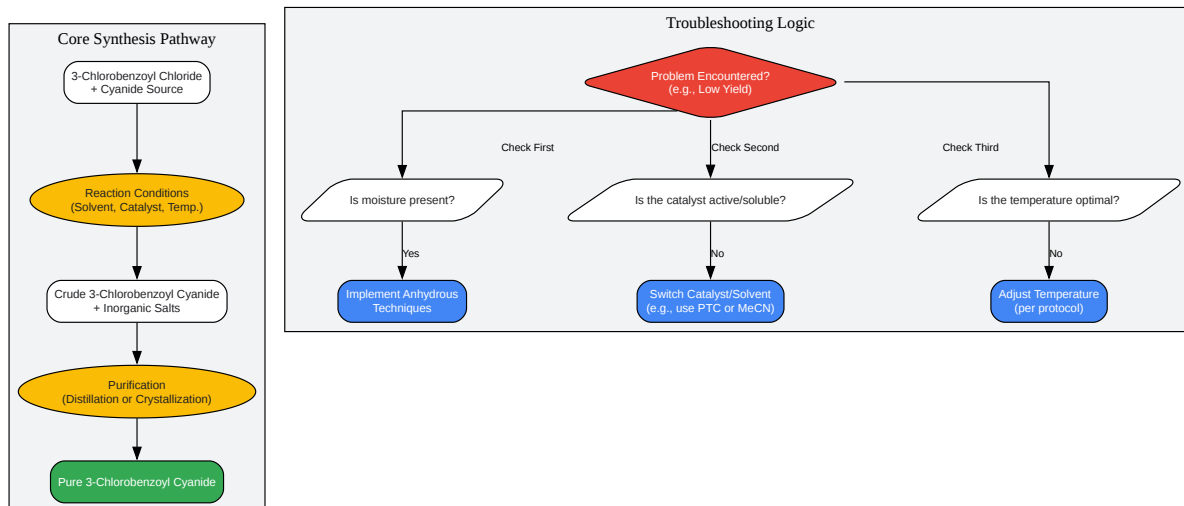 Core Synthesis Pathway
3-Chlorobenzoyl Chloride
+ Cyanide Source
Reaction Conditions
(Solvent, Catalyst, Temp.)
Crude 3-Chlorobenzoyl Cyanide
+ Inorganic Salts
Purification
(Distillation or Crystallization)
Pure 3-Chlorobenzoyl Cyanide
Troubleshooting Logic
Problem Encountered?
(e.g., Low Yield)
Check First
Check Second
Check Third
Is moisture present?
Is the catalyst active/soluble?
Is the temperature optimal?
Yes
No
No
Implement Anhydrous
Techniques
Switch Catalyst/Solvent
(e.g., use PTC or MeCN)
Adjust Temperature
(per protocol)